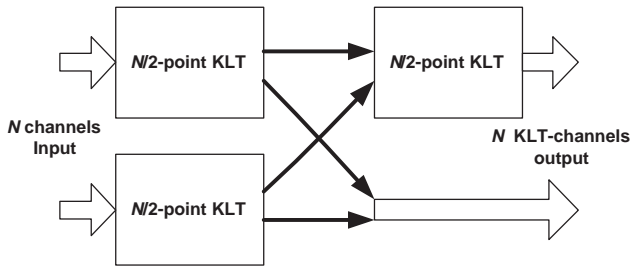 N/2-point KLT
N/2-point KLT
N channels
Input
N KLT-channels
output
N/2-point KLT